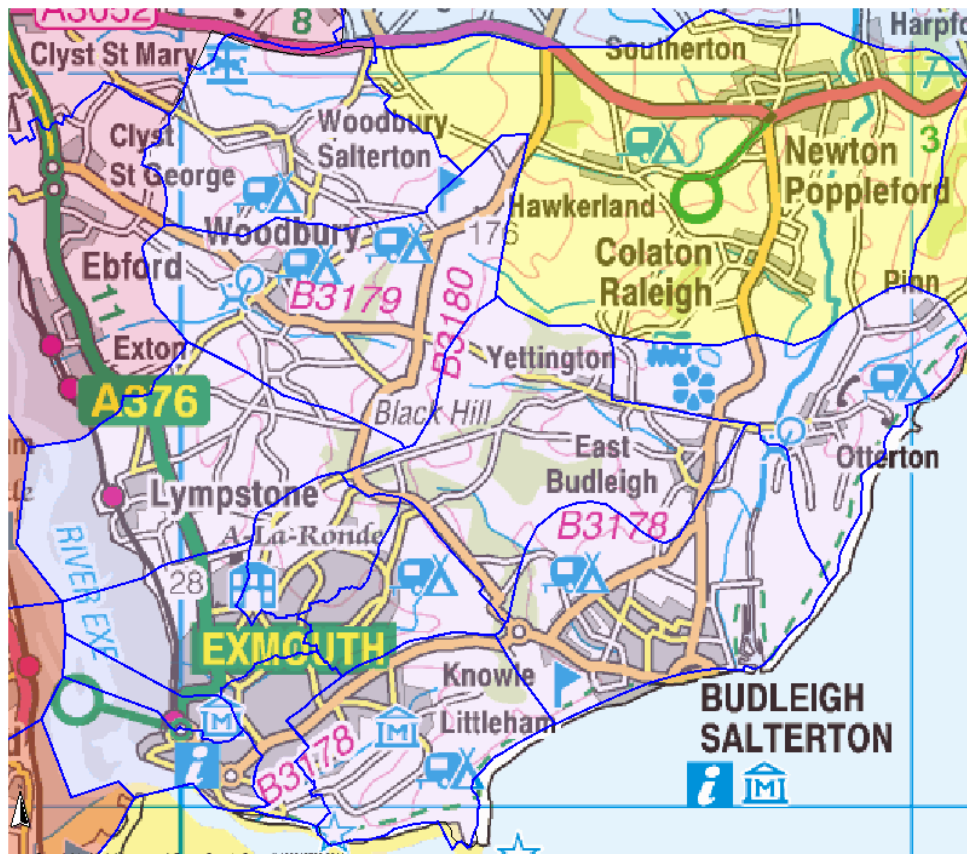 A3052
8
Harpfo
Clyst St Mary
Southerton
Clyst
St George
Woodbury
Salterton
3
Newton
Poppleford
Hawkerland
Woodbury
176
Colaton
Raleigh
Ebford
Pinn
11
B3179
B3180
Exton
Yettington
A376
Black Hill
East
Budleigh
Otterton
Lympstone
A-La-Ronde
B3178
RIVER EXE
28
EXMOUTH
Knowle
Littleham
BUDLEIGH
SALTERTON
B3178
i
i